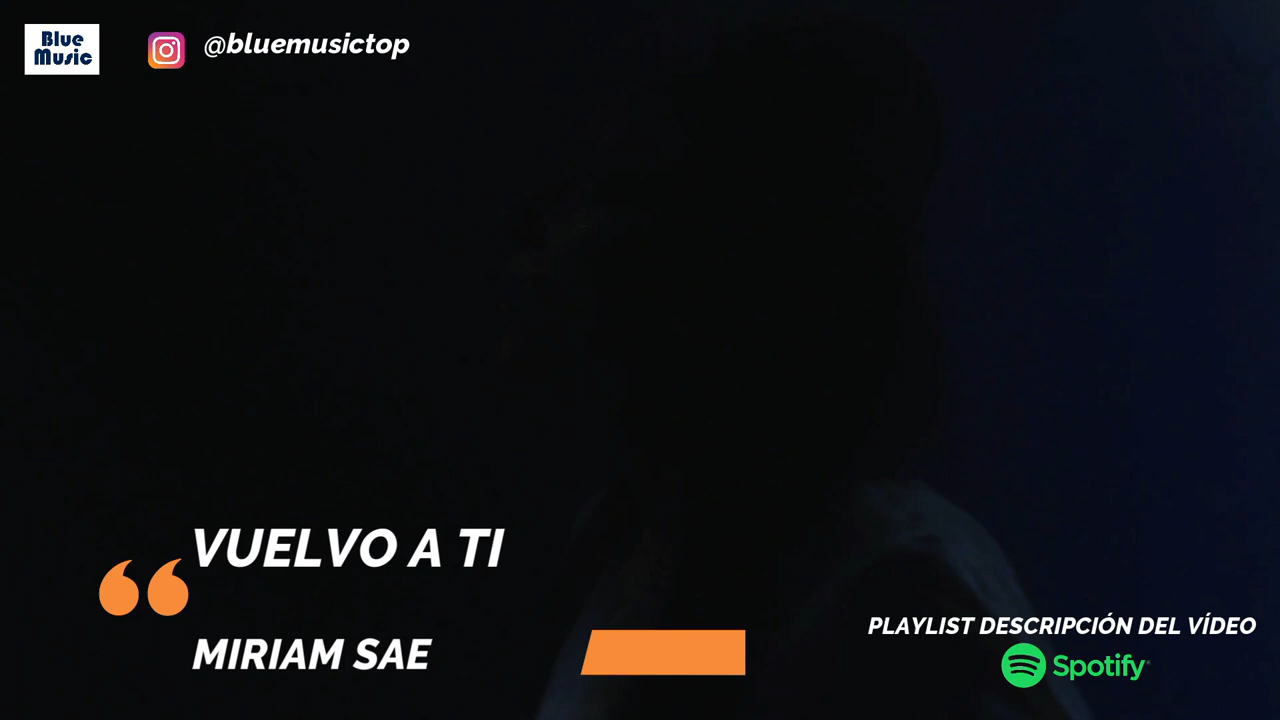 Blue
Music
@bluemusictop
VUELVO A TI
MIRIAM SAE
PLAYLIST DESCRIPCIÓN DEL VÍDEO
Spotify